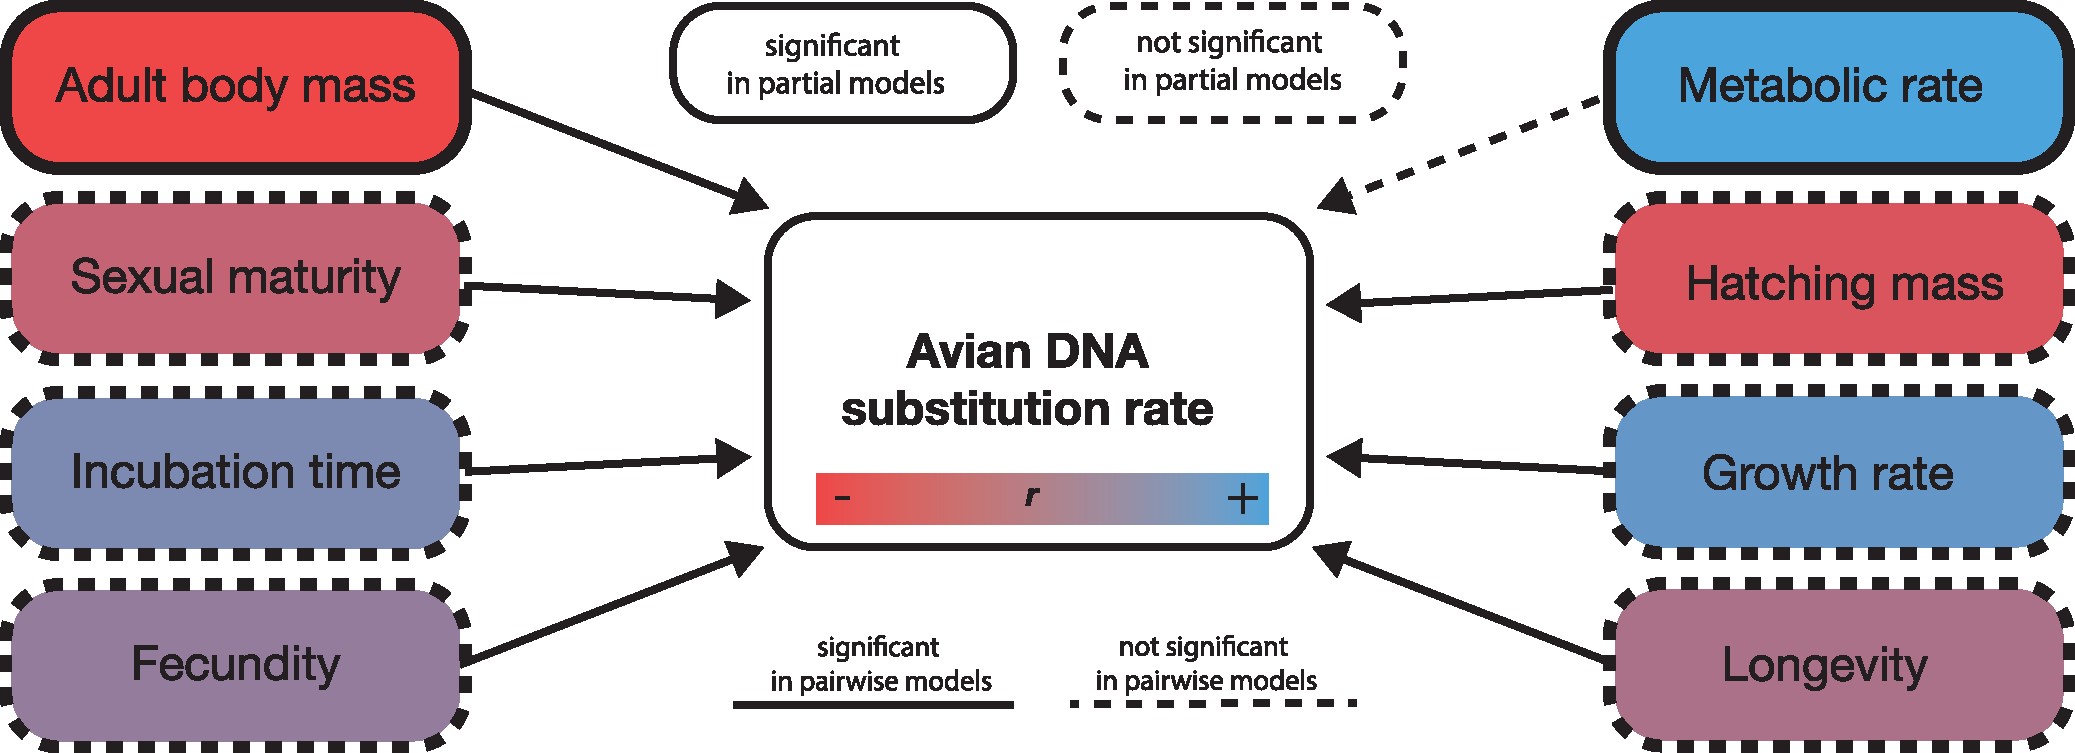 Adult body mass
significant
in partial models
not significant
in partial models
Metabolic rate
Sexual maturity
Hatching mass
Avian DNA
substitution rate
- r +
Incubation time
Growth rate
Fecundity
significant
in pairwise models
not significant
in pairwise models
Longevity